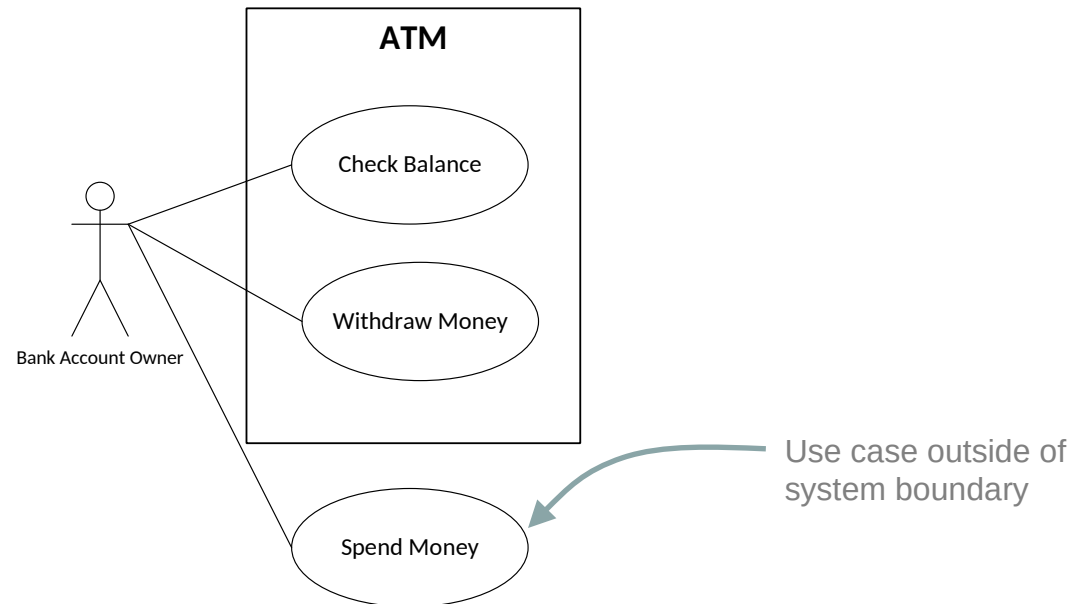 ATM
Check Balance
Withdraw Money
Bank Account Owner
Use case outside of
system boundary
Spend Money